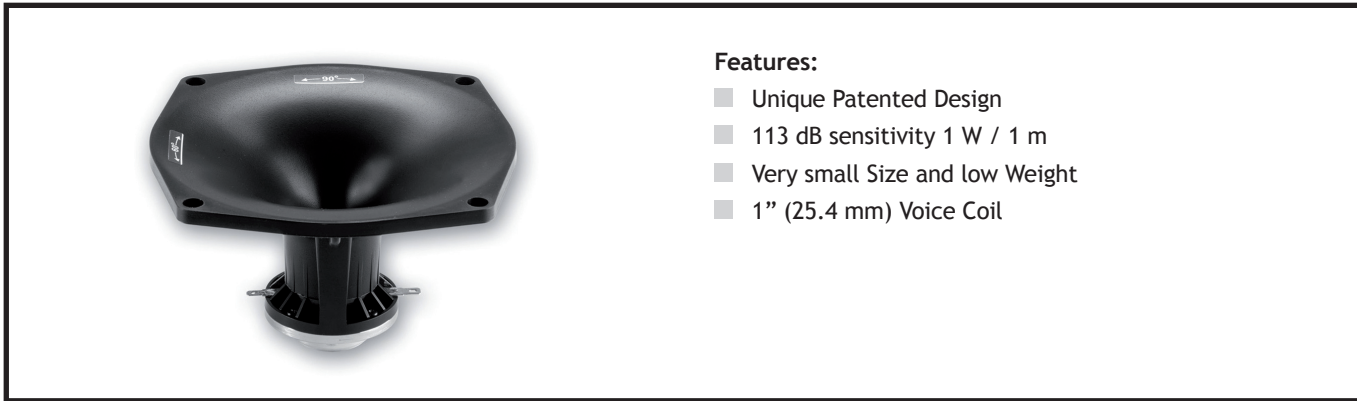 90°
Features:
Unique Patented Design
113 dB sensitivity 1 W / 1 m
Very small Size and low Weight
1” (25.4 mm) Voice Coil